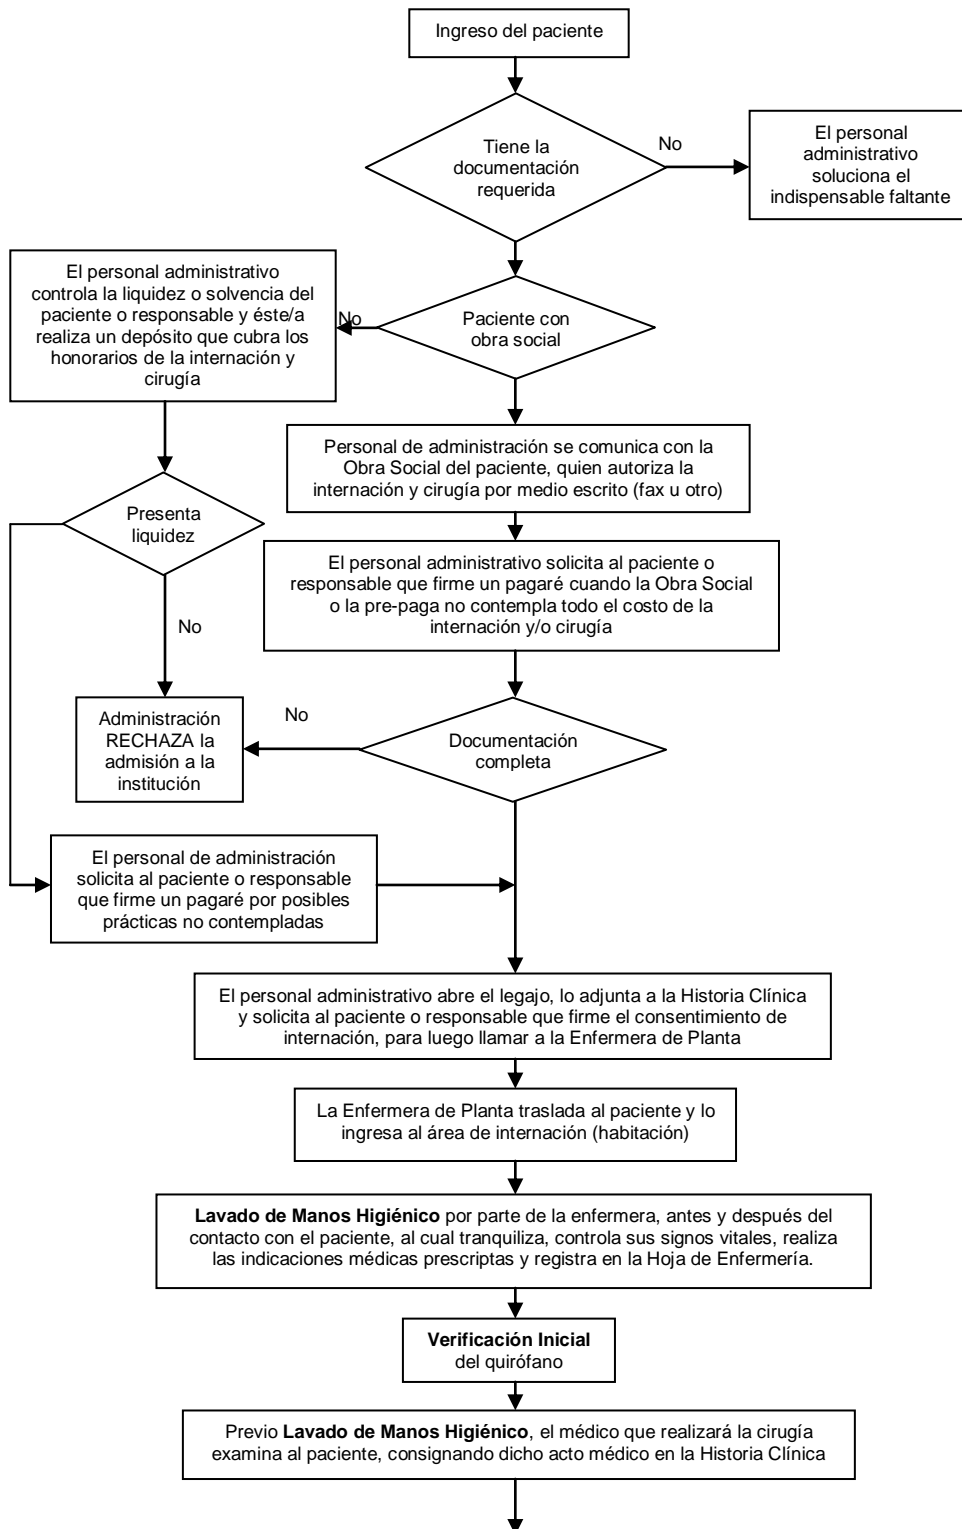 Ingreso del paciente
Tiene la
documentación
requerida
No
El personal
administrativo
soluciona el
indispensable faltante
El personal administrativo
controla la liquidez o solvencia del
paciente o responsable y éste/a
realiza un depósito que cubra los
honorarios de la internación y
cirugía
No
Paciente con
obra social
Personal de administración se comunica con la
Obra Social del paciente, quien autoriza la
internación y cirugía por medio escrito (fax u otro)
Presenta
liquidez
El personal administrativo solicita al paciente o
responsable que firme un pagaré cuando la Obra Social
o la pre-paga no contempla todo el costo de la
internación y/o cirugía
No
Administración
RECHAZA la
admisión a la
institución
No
Documentación
completa
El personal de administración
solicita al paciente o responsable
que firme un pagaré por posibles
prácticas no contempladas
El personal administrativo abre el legajo, lo adjunta a la Historia Clínica
y solicita al paciente o responsable que firme el consentimiento de
internación, para luego llamar a la Enfermera de Planta
La Enfermera de Planta traslada al paciente y lo
ingresa al área de internación (habitación)
Lavado de Manos Higiénico por parte de la enfermera, antes y después del
contacto con el paciente, al cual tranquiliza, controla sus signos vitales, realiza
las indicaciones médicas prescriptas y registra en la Hoja de Enfermería.
Verificación Inicial
del quirófano
Previo Lavado de Manos Higiénico, el médico que realizará la cirugía
examina al paciente, consignando dicho acto médico en la Historia Clínica